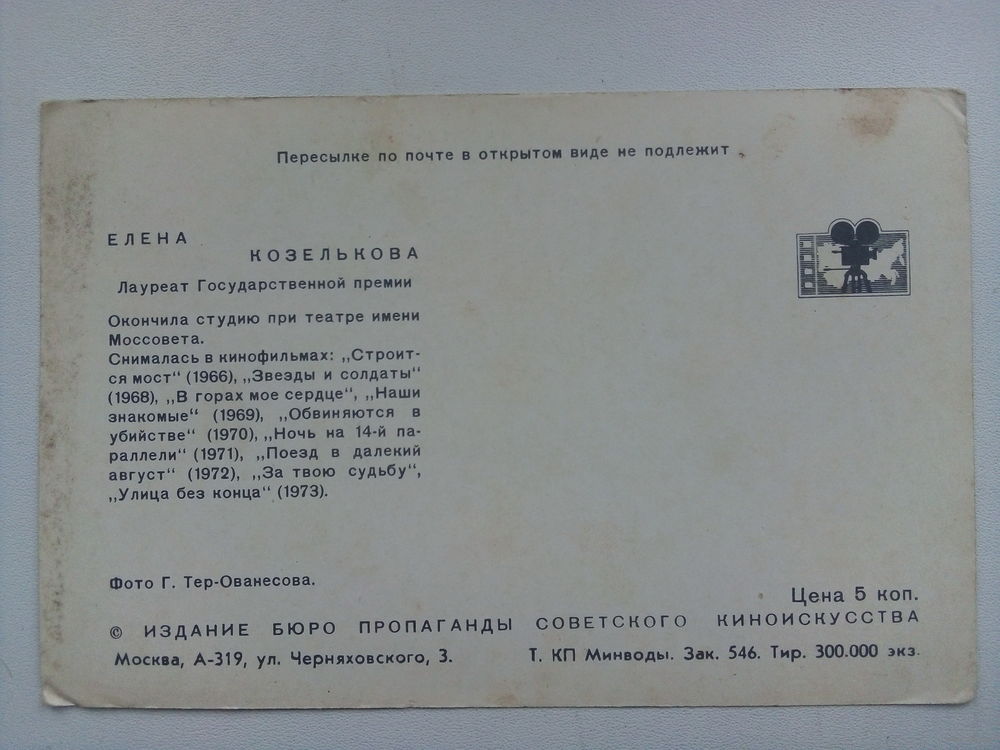 Пересылке по почте в открытом виде не подлежит
ЕЛЕНА
КОЗЕЛЬКОВА
Лауреат Государственной премии
Окончила студию при театре имени
Моссовета.
Снималась в кинофильмах: „Строит-
ся мост“ (1966), „Звезды и солдаты“
(1968), „В горах мое сердце“, „Наши
знакомые“ (1969), „Обвиняются в
убийстве“ (1970), „Ночь на 14-й па-
раллели“ (1971), „Поезд в далекий
август“ (1972), „За твою судьбу“,
„Улица без конца“ (1973).
Фото Г. Тер-Ованесова.
Цена 5 коп.
© ИЗДАНИЕ БЮРО ПРОПАГАНДЫ СОВЕТСКОГО КИНОИСКУССТВА
Москва, А-319, ул. Черняховского, 3. Т. КП Минводы. Зак. 546. Тир. 300.000 экз.